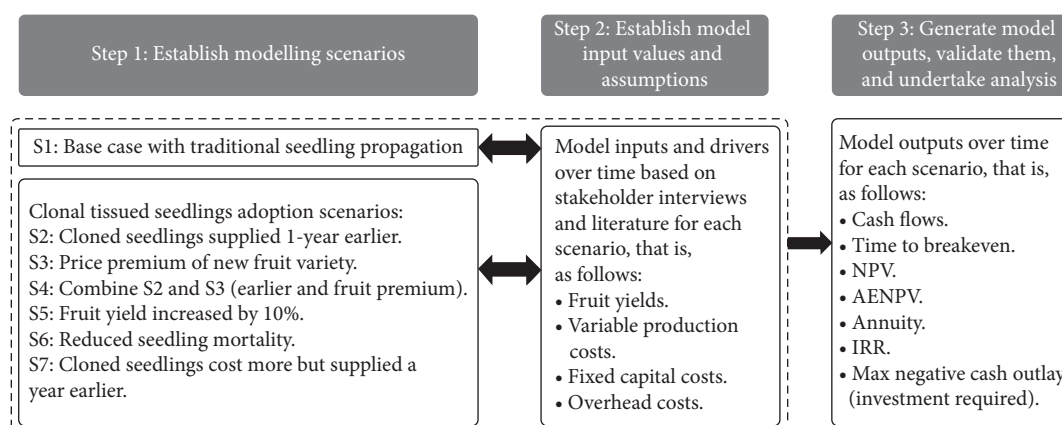 Step 1: Establish modelling scenarios
Step 2: Establish model
input values and
assumptions
Step 3: Generate model
outputs, validate them,
and undertake analysis
S1: Base case with traditional seedling propagation
Clonal tissued seedlings adoption scenarios:
S2: Cloned seedlings supplied 1-year earlier.
S3: Price premium of new fruit variety.
S4: Combine S2 and S3 (earlier and fruit premium).
S5: Fruit yield increased by 10%.
S6: Reduced seedling mortality.
S7: Cloned seedlings cost more but supplied a
year earlier.
Model inputs and drivers
over time based on
stakeholder interviews
and literature for each
scenario, that is,
as follows:
• Fruit yields.
• Variable production
costs.
• Fixed capital costs.
• Overhead costs.
Model outputs over time
for each scenario, that is,
as follows:
• Cash flows.
• Time to breakeven.
• NPV.
• AENPV.
• Annuity.
• IRR.
• Max negative cash outlay
(investment required).